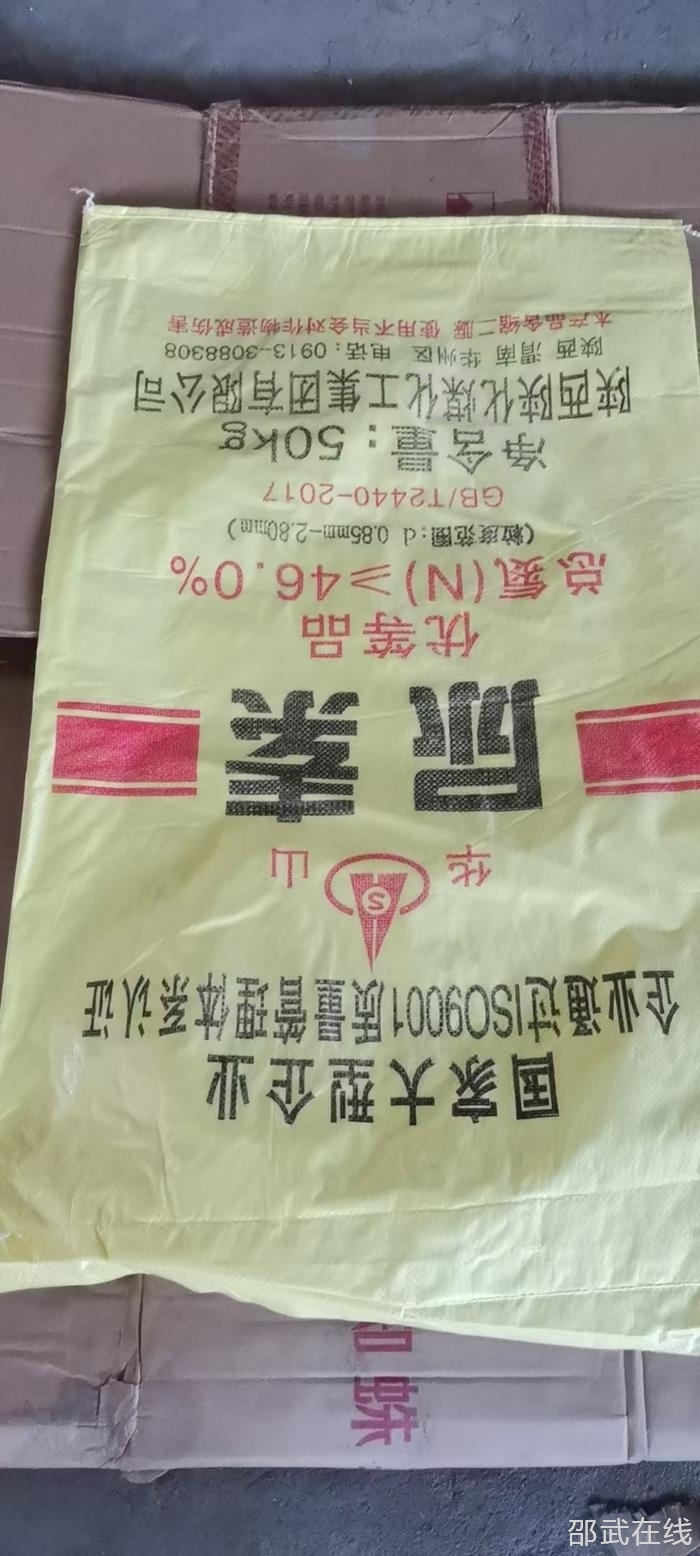 国家大型企业
企业通过ISO9001质量管理体系认证
华 S 山
尿素
优等品
总氮(N)≥46.0%
(粒度范围:d 0.85mm-2.80mm)
GB/T2440-2017
净含量:50kg
陕西陕化煤化工集团有限公司
陕西 渭南 华州区 电话:0913-3088308
本产品含缩二脲 使用不当会对作物造成伤害
邵武在线